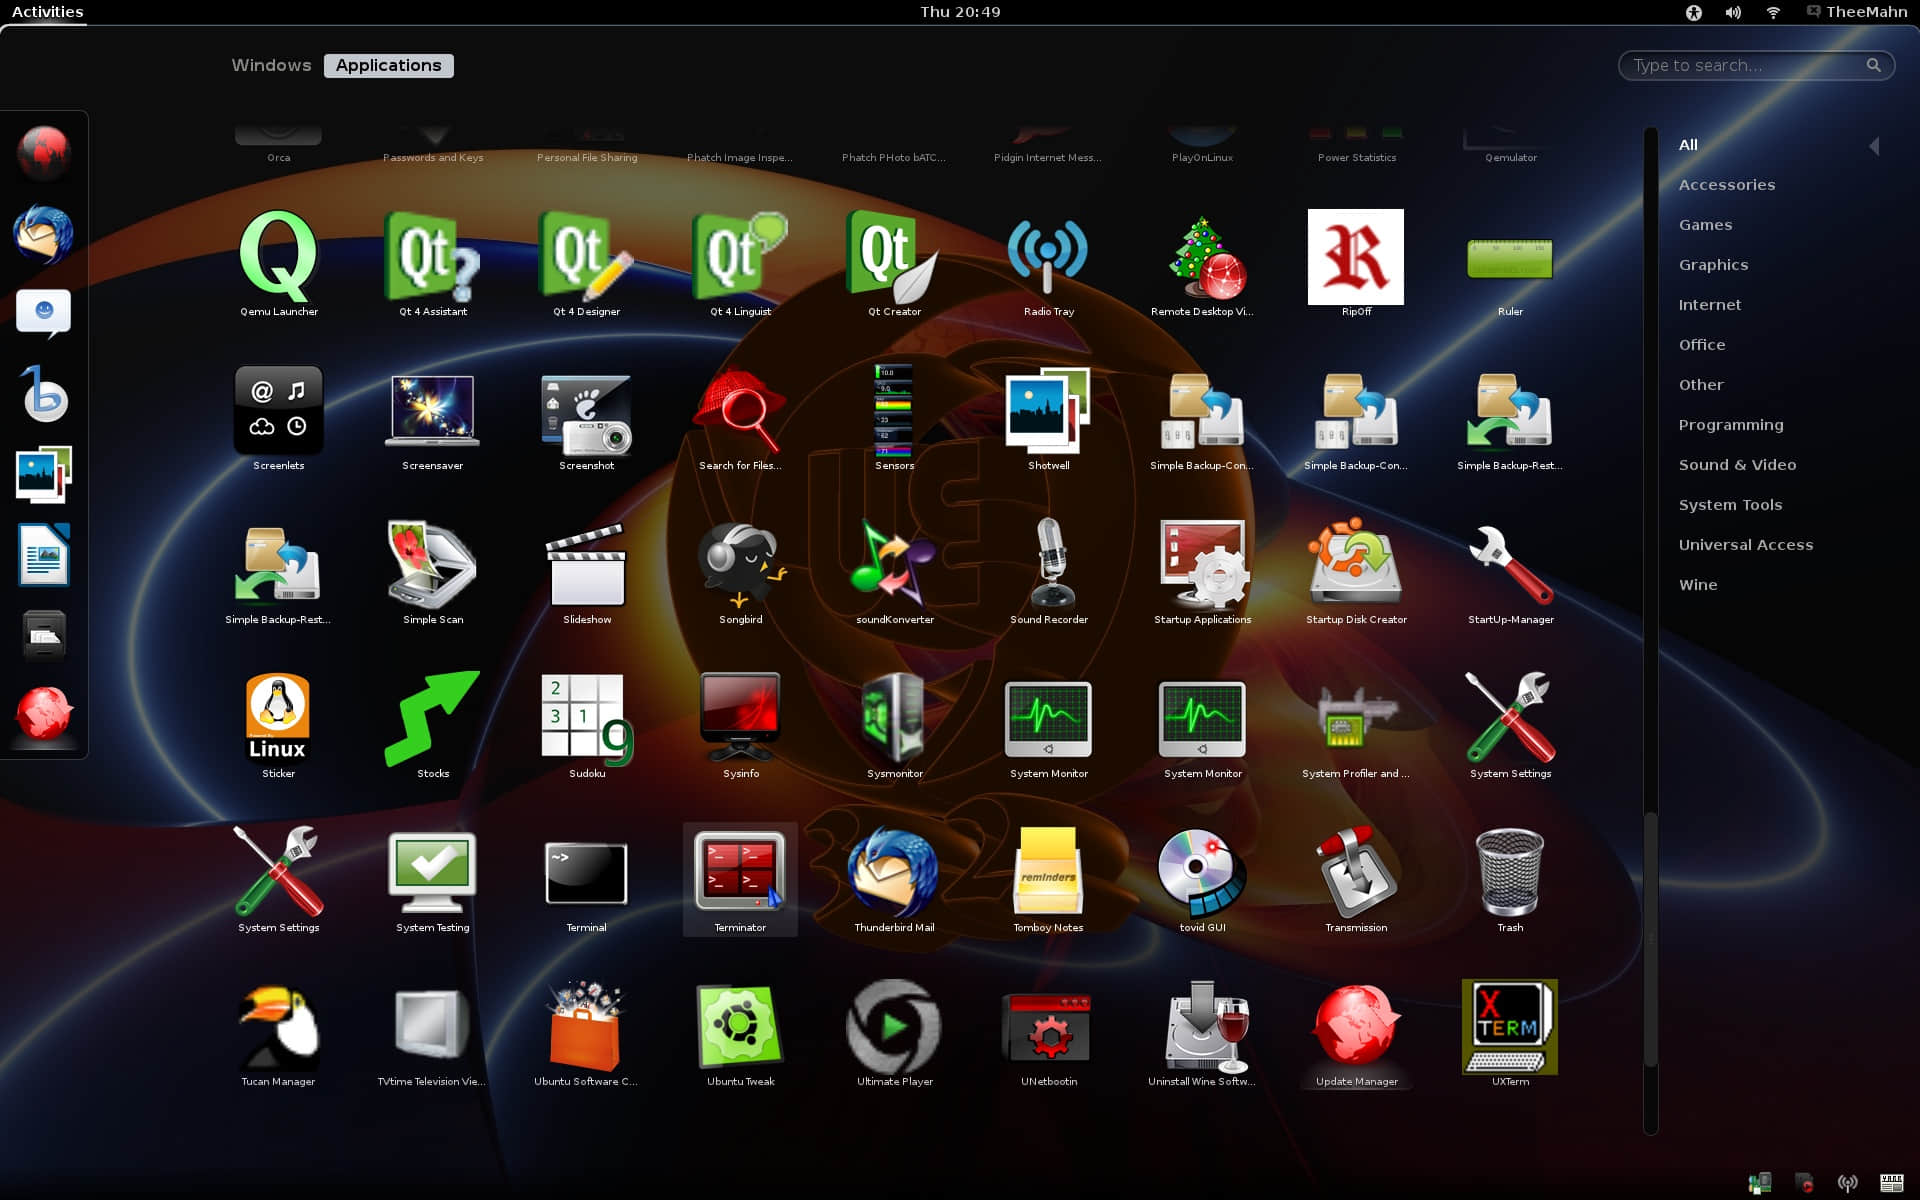 Activities
Thu 20:49
TheeMahn
Windows Applications
Type to search...
Orca
Passwords and Keys
Personal File Sharing
Phatch Image Inspe...
Phatch PHoto bATC...
Pidgin Internet Mess...
PlayOnLinux
Power Statistics
Qemulator
All
Accessories
Games
Graphics
Internet
Office
Other
Programming
Sound & Video
System Tools
Universal Access
Wine
Qemu Launcher
Qt 4 Assistant
Qt 4 Designer
Qt 4 Linguist
Qt Creator
Radio Tray
Remote Desktop Vi...
RipOff
Ruler
Screenlets
Screensaver
Screenshot
Search for Files...
Sensors
Shotwell
Simple Backup-Con...
Simple Backup-Con...
Simple Backup-Rest...
Simple Backup-Rest...
Simple Scan
Slideshow
Songbird
soundKonverter
Sound Recorder
Startup Applications
Startup Disk Creator
StartUp-Manager
Linux
Sticker
Stocks
Sudoku
Sysinfo
Sysmonitor
System Monitor
System Monitor
System Profiler and ...
System Settings
System Settings
System Testing
Terminal
Terminator
Thunderbird Mail
reminders
Tomboy Notes
tovid GUI
Transmission
Trash
Tucan Manager
TVtime Television Vie...
Ubuntu Software C...
Ubuntu Tweak
Ultimate Player
UNetbootin
Uninstall Wine Softw...
Update Manager
X TERM
UXTerm